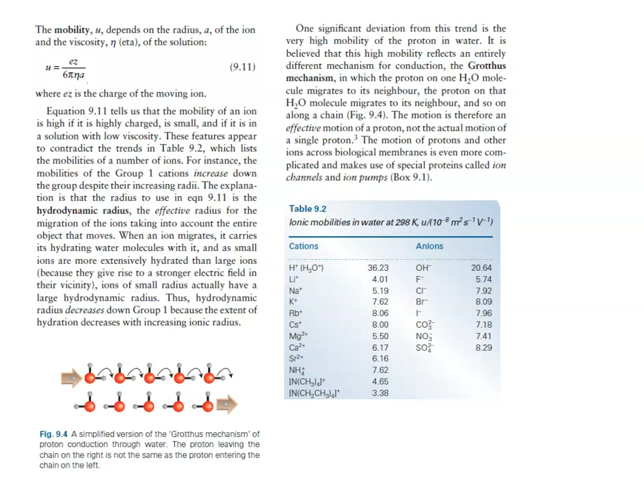 The mobility, u, depends on the radius, a, of the ion
and the viscosity, η (eta), of the solution:
u = ez / 6πηa (9.11)
where ez is the charge of the moving ion.
Equation 9.11 tells us that the mobility of an ion
is high if it is highly charged, is small, and if it is in
a solution with low viscosity. These features appear
to contradict the trends in Table 9.2, which lists
the mobilities of a number of ions. For instance, the
mobilities of the Group 1 cations increase down
the group despite their increasing radii. The explana-
tion is that the radius to use in eqn 9.11 is the
hydrodynamic radius, the effective radius for the
migration of the ions taking into account the entire
object that moves. When an ion migrates, it carries
its hydrating water molecules with it, and as small
ions are more extensively hydrated than large ions
(because they give rise to a stronger electric field in
their vicinity), ions of small radius actually have a
large hydrodynamic radius. Thus, hydrodynamic
radius decreases down Group 1 because the extent of
hydration decreases with increasing ionic radius.
Fig. 9.4 A simplified version of the 'Grotthus mechanism' of
proton conduction through water. The proton leaving the
chain on the right is not the same as the proton entering the
chain on the left.
One significant deviation from this trend is the
very high mobility of the proton in water. It is
believed that this high mobility reflects an entirely
different mechanism for conduction, the Grotthus
mechanism, in which the proton on one H₂O mole-
cule migrates to its neighbour, the proton on that
H₂O molecule migrates to its neighbour, and so on
along a chain (Fig. 9.4). The motion is therefore an
effective motion of a proton, not the actual motion of
a single proton.³ The motion of protons and other
ions across biological membranes is even more com-
plicated and makes use of special proteins called ion
channels and ion pumps (Box 9.1).
Table 9.2
Ionic mobilities in water at 298 K, u/(10⁻⁸ m² s⁻¹ V⁻¹)
Cations Anions
H⁺ (H₃O⁺) 36.23 OH⁻ 20.64
Li⁺ 4.01 F⁻ 5.74
Na⁺ 5.19 Cl⁻ 7.92
K⁺ 7.62 Br⁻ 8.09
Rb⁺ 8.06 I⁻ 7.96
Cs⁺ 8.00 CO₃²⁻ 7.18
Mg²⁺ 5.50 NO₃⁻ 7.41
Ca²⁺ 6.17 SO₄²⁻ 8.29
Sr²⁺ 6.16
NH₄⁺ 7.62
[N(CH₃)₄]⁺ 4.65
[N(CH₂CH₃)₄]⁺ 3.38